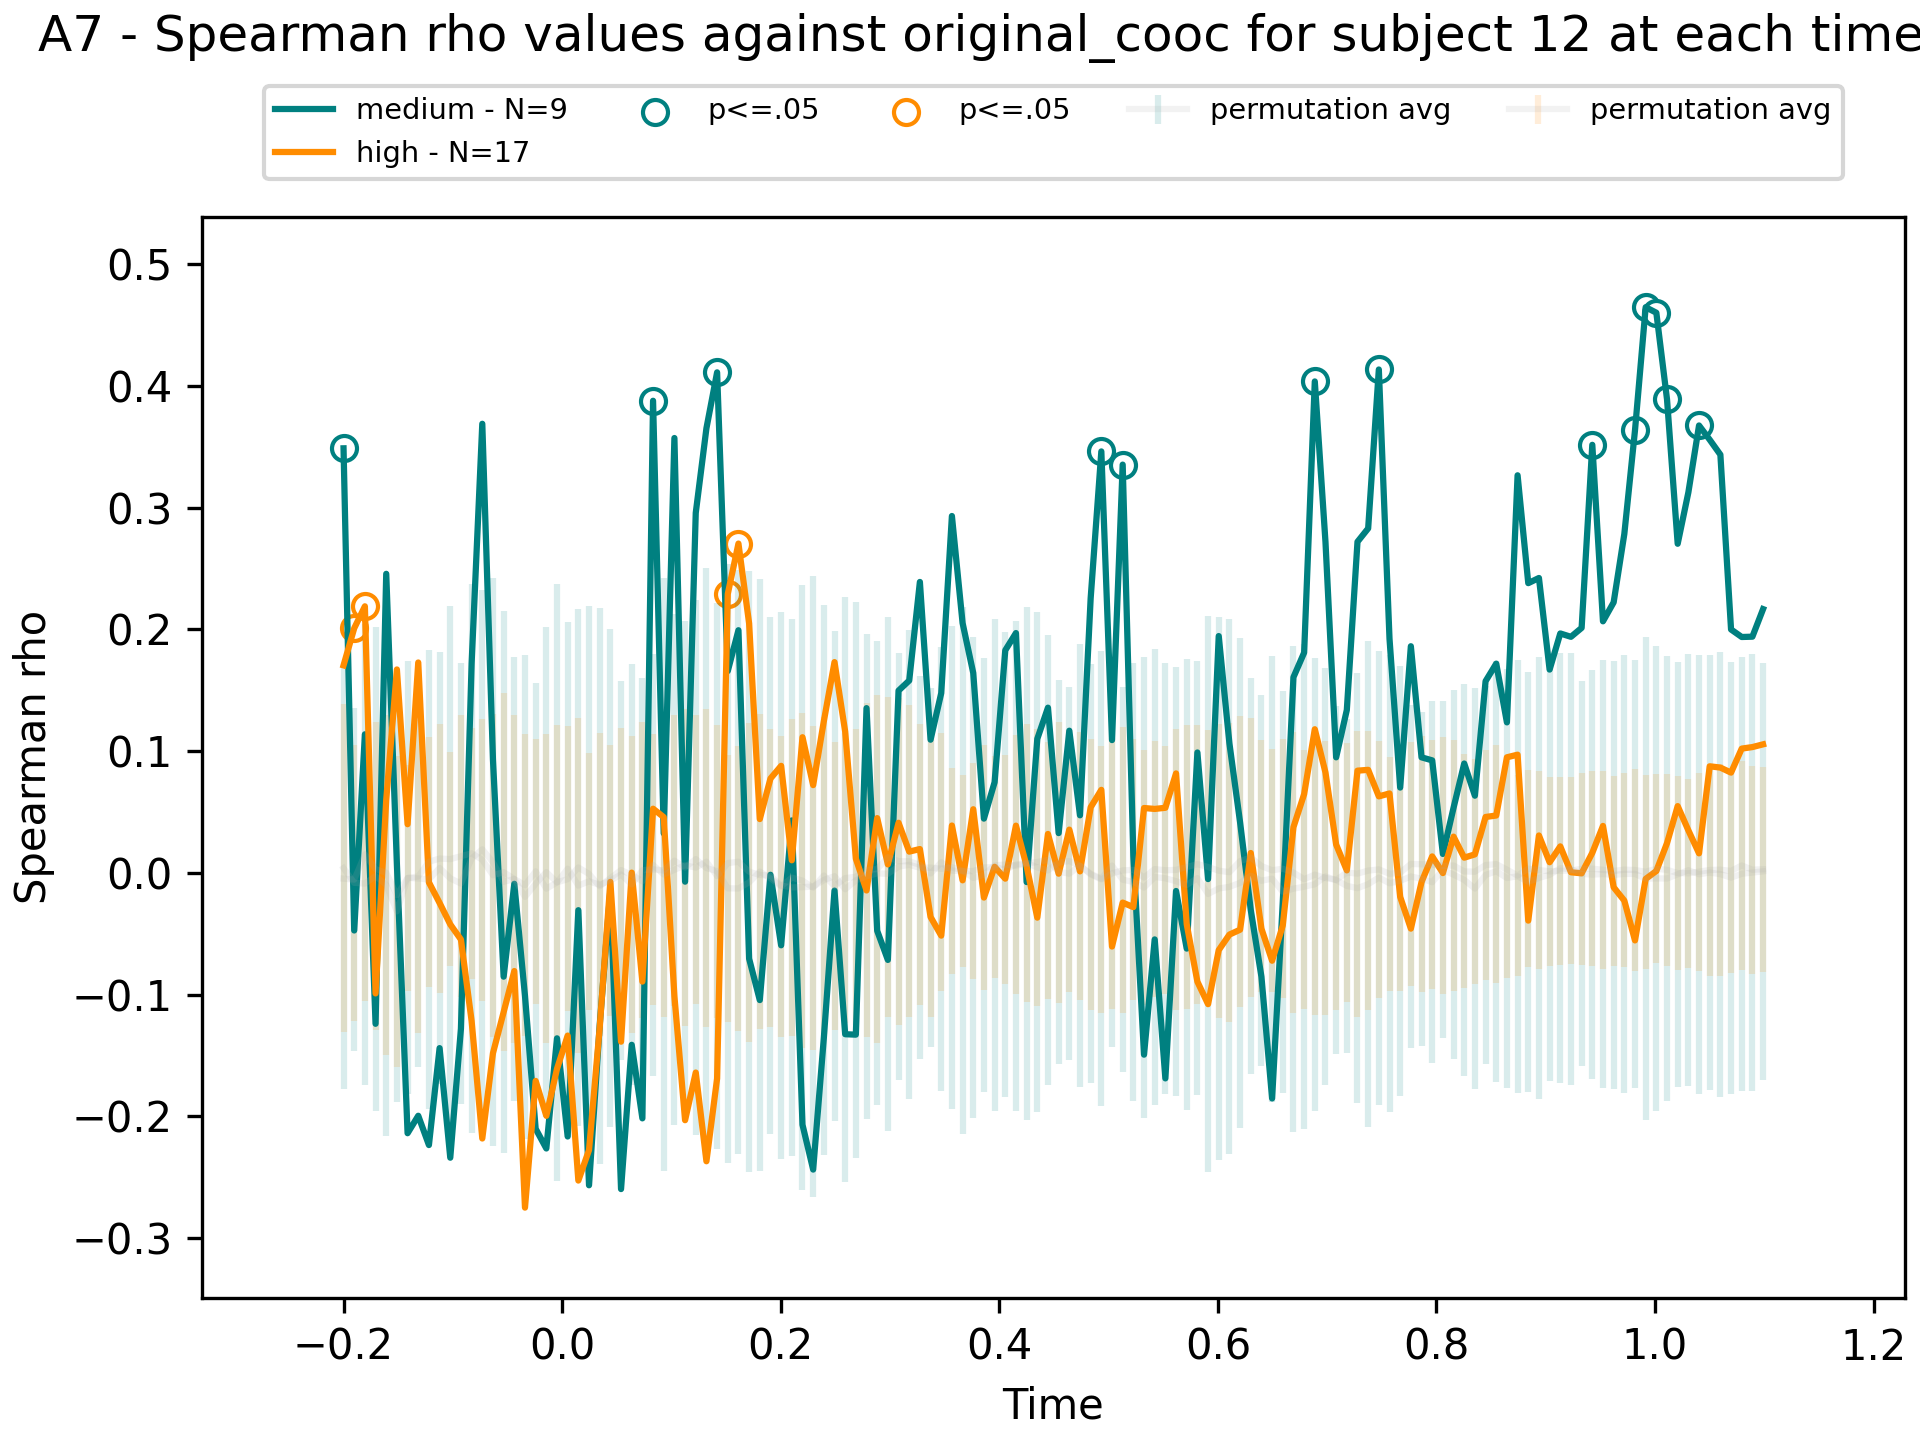 A7 - Spearman rho values against original_cooc for subject 12 at each time
medium - N=9
high - N=17
p<=.05
p<=.05
permutation avg
permutation avg
Spearman rho
0.5
0.4
0.3
0.2
0.1
0.0
−0.1
−0.2
−0.3
−0.2 0.0 0.2 0.4 0.6 0.8 1.0 1.2
Time